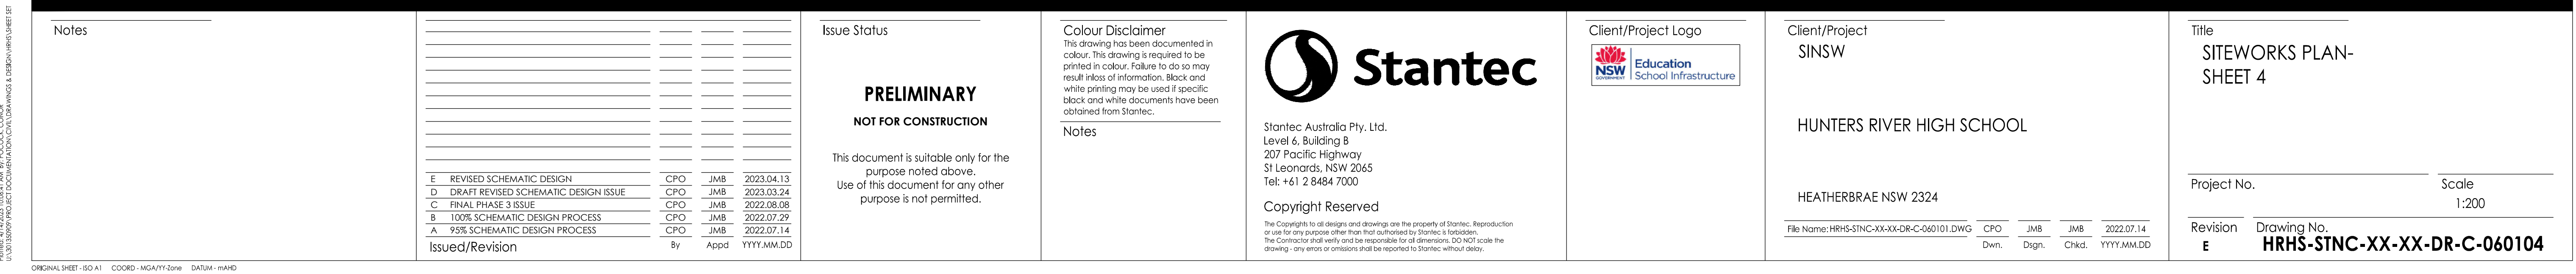 U:\301350909\PROJECT DOCUMENTATION\CIVIL\DRAWINGS & DESIGN\HRHS\SHEET SET
Notes
E REVISED SCHEMATIC DESIGN CPO JMB 2023.04.13
D DRAFT REVISED SCHEMATIC DESIGN ISSUE CPO JMB 2023.03.24
C FINAL PHASE 3 ISSUE CPO JMB 2022.08.08
B 100% SCHEMATIC DESIGN PROCESS CPO JMB 2022.07.29
A 95% SCHEMATIC DESIGN PROCESS CPO JMB 2022.07.14
Issued/Revision By Appd YYYY.MM.DD
Issue Status
PRELIMINARY
NOT FOR CONSTRUCTION
This document is suitable only for the
purpose noted above.
Use of this document for any other
purpose is not permitted.
Colour Disclaimer
This drawing has been documented in
colour. This drawing is required to be
printed in colour. Failure to do so may
result inloss of information. Black and
white printing may be used if specific
black and white documents have been
obtained from Stantec.
Notes
Stantec
Stantec Australia Pty. Ltd.
Level 6, Building B
207 Pacific Highway
St Leonards, NSW 2065
Tel: +61 2 8484 7000
Copyright Reserved
The Copyrights to all designs and drawings are the property of Stantec. Reproduction
or use for any purpose other than that authorised by Stantec is forbidden.
The Contractor shall verify and be responsible for all dimensions. DO NOT scale the
drawing - any errors or omissions shall be reported to Stantec without delay.
Client/Project Logo
NSW
GOVERNMENT
Education
School Infrastructure
Client/Project
SINSW
HUNTERS RIVER HIGH SCHOOL
HEATHERBRAE NSW 2324
File Name: HRHS-STNC-XX-XX-DR-C-060101.DWG CPO JMB JMB 2022.07.14
Dwn. Dsgn. Chkd. YYYY.MM.DD
Title
SITEWORKS PLAN-
SHEET 4
Project No. Scale
1:200
Revision Drawing No.
E HRHS-STNC-XX-XX-DR-C-060104
ORIGINAL SHEET - ISO A1 COORD - MGA/YY-Zone DATUM - mAHD